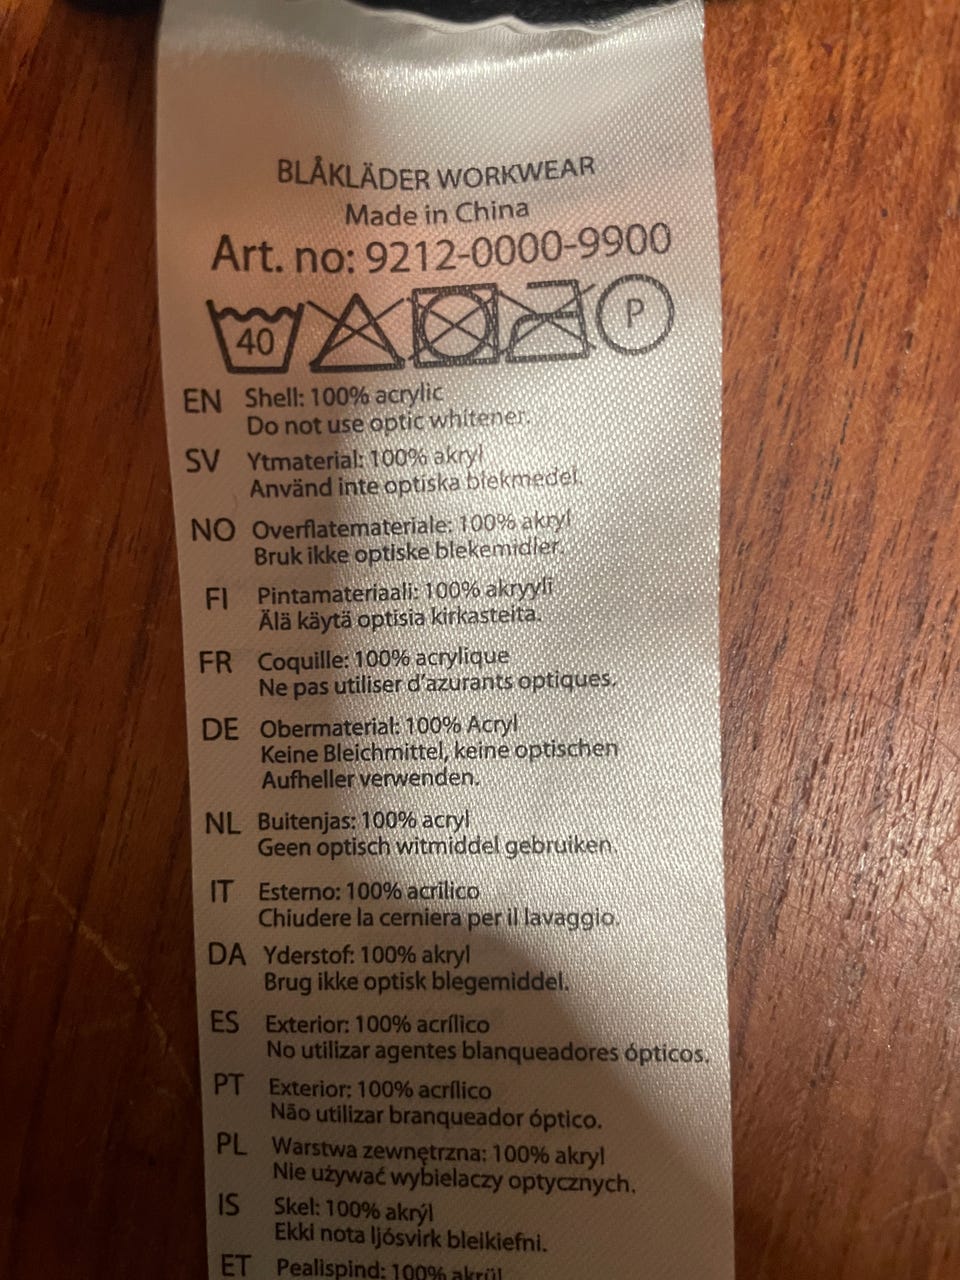 BLÅKLÄDER WORKWEAR
Made in China
Art. no: 9212-0000-9900
40 P
EN Shell: 100% acrylic
Do not use optic whitener.
SV Ytmaterial: 100% akryl
Använd inte optiska blekmedel.
NO Overflatemateriale: 100% akryl
Bruk ikke optiske blekemidler.
FI Pintamateriaali: 100% akryyli
Älä käytä optisia kirkasteita.
FR Coquille: 100% acrylique
Ne pas utiliser d'azurants optiques.
DE Obermaterial: 100% Acryl
Keine Bleichmittel, keine optischen
Aufheller verwenden.
NL Buitenjas: 100% acryl
Geen optisch witmiddel gebruiken.
IT Esterno: 100% acrilico
Chiudere la cerniera per il lavaggio.
DA Yderstof: 100% akryl
Brug ikke optisk blegemiddel.
ES Exterior: 100% acrílico
No utilizar agentes blanqueadores ópticos.
PT Exterior: 100% acrílico
Não utilizar branqueador óptico.
PL Warstwa zewnętrzna: 100% akryl
Nie używać wybielaczy optycznych.
IS Skel: 100% akrýl
Ekki nota ljósvirk bleikiefni.
ET Pealispind: 100% akrüül